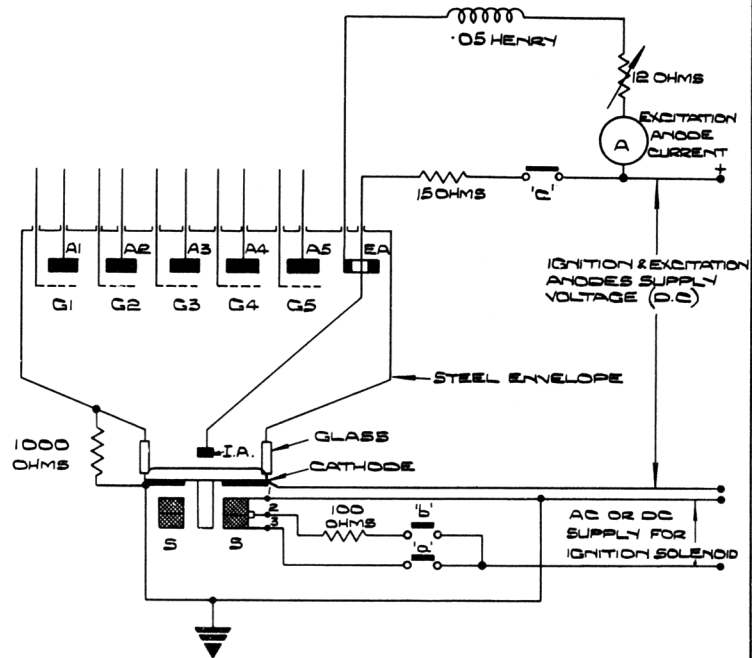 ·05 HENRY
12 OHMS
EXCITATION
ANODE
CURRENT
A
+
15 OHMS
'C'
A1 A2 A3 A4 A5 EA
G1 G2 G3 G4 G5
IGNITION & EXCITATION
ANODES SUPPLY
VOLTAGE (D.C)
STEEL ENVELOPE
1000
OHMS
GLASS
I.A.
CATHODE
1
2
3
100
OHMS
'b'
'a'
S S
AC OR DC
SUPPLY FOR
IGNITION SOLENOID